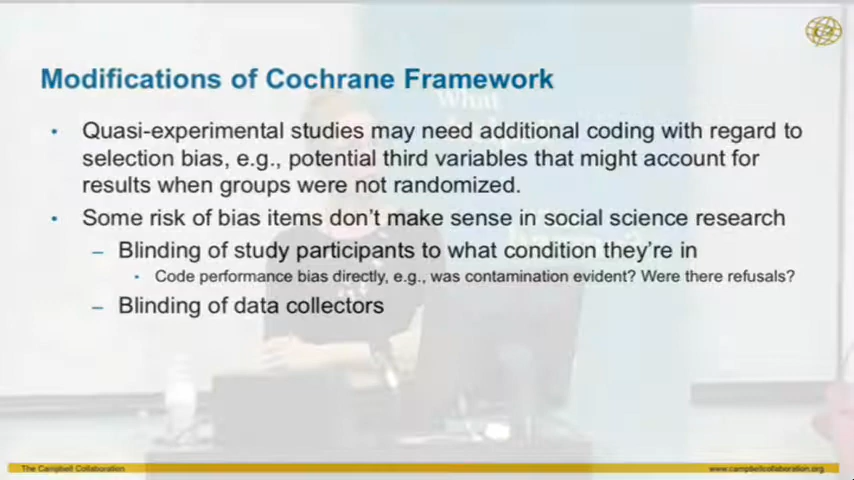 Modifications of Cochrane Framework
• Quasi-experimental studies may need additional coding with regard to
selection bias, e.g., potential third variables that might account for
results when groups were not randomized.
• Some risk of bias items don't make sense in social science research
– Blinding of study participants to what condition they're in
• Code performance bias directly, e.g., was contamination evident? Were there refusals?
– Blinding of data collectors
What
The Campbell Collaboration
www.campbellcollaboration.org